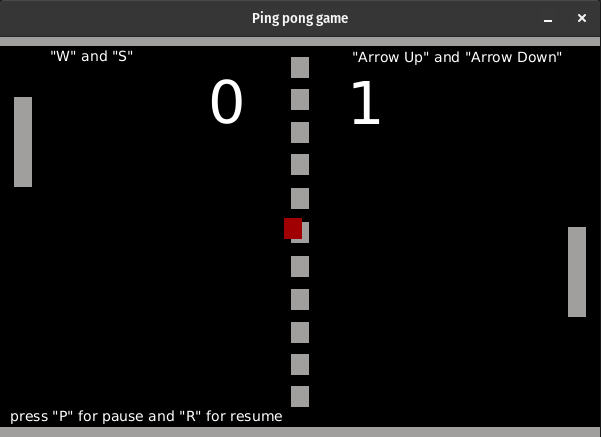 Ping pong game
"W" and "S"
"Arrow Up" and "Arrow Down"
0
1
press "P" for pause and "R" for resume